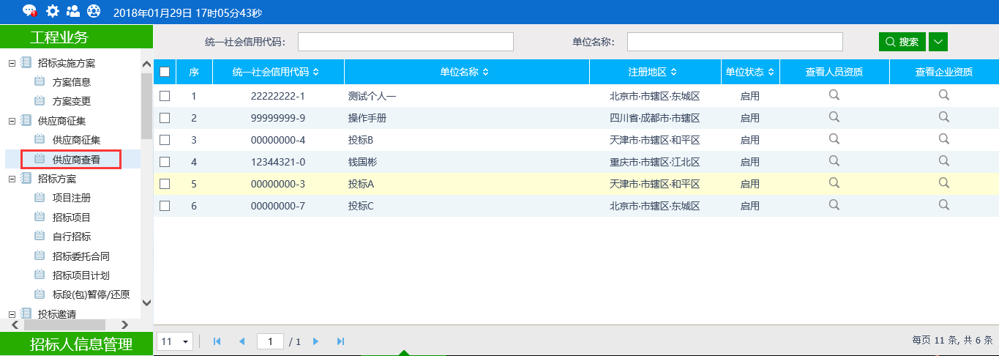 2018年01月29日 17时05分43秒
工程业务
招标实施方案
方案信息
方案变更
供应商征集
供应商征集
供应商查看
招标方案
项目注册
招标项目
自行招标
招标委托合同
招标项目计划
标段(包)暂停/还原
投标邀请
招标人信息管理
统一社会信用代码: 单位名称: 搜索
序 统一社会信用代码 单位名称 注册地区 单位状态 查看人员资质 查看企业资质
1 22222222-1 测试个人一 北京市·市辖区·东城区 启用
2 99999999-9 操作手册 四川省·成都市·市辖区 启用
3 00000000-4 投标B 天津市·市辖区·和平区 启用
4 12344321-0 钱国彬 重庆市·市辖区·江北区 启用
5 00000000-3 投标A 天津市·市辖区·和平区 启用
6 00000000-7 投标C 北京市·市辖区·东城区 启用
11 1 / 1 每页 11 条, 共 6 条